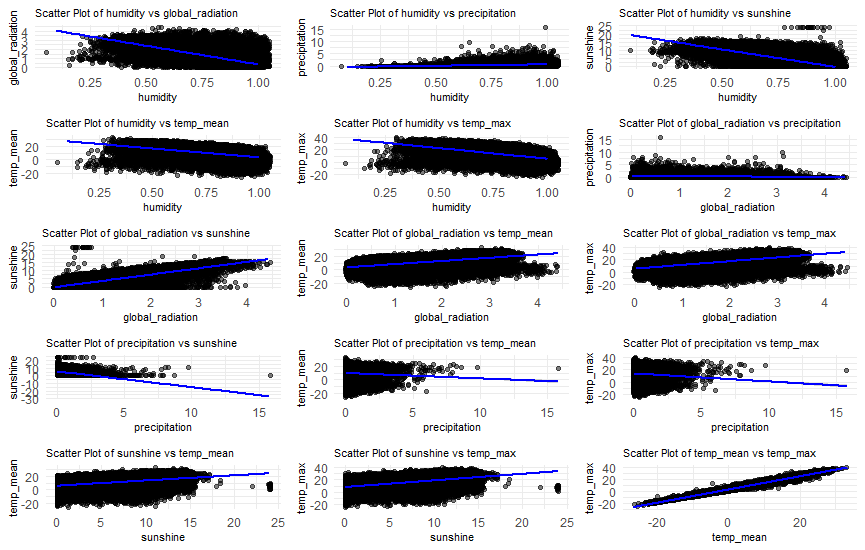 Scatter Plot of humidity vs global_radiation
global_radiation
4
3
2
1
0
0.25 0.50 0.75 1.00
humidity
Scatter Plot of humidity vs precipitation
precipitation
15
10
5
0
0.25 0.50 0.75 1.00
humidity
Scatter Plot of humidity vs sunshine
sunshine
25
20
15
10
5
0
0.25 0.50 0.75 1.00
humidity
Scatter Plot of humidity vs temp_mean
temp_mean
20
0
-20
0.25 0.50 0.75 1.00
humidity
Scatter Plot of humidity vs temp_max
temp_max
40
20
0
-20
0.25 0.50 0.75 1.00
humidity
Scatter Plot of global_radiation vs precipitation
precipitation
15
10
5
0
0 1 2 3 4
global_radiation
Scatter Plot of global_radiation vs sunshine
sunshine
25
20
15
10
5
0
0 1 2 3 4
global_radiation
Scatter Plot of global_radiation vs temp_mean
temp_mean
20
0
-20
0 1 2 3 4
global_radiation
Scatter Plot of global_radiation vs temp_max
temp_max
40
20
0
-20
0 1 2 3 4
global_radiation
Scatter Plot of precipitation vs sunshine
sunshine
20
10
0
-10
-20
-30
0 5 10 15
precipitation
Scatter Plot of precipitation vs temp_mean
temp_mean
20
0
-20
0 5 10 15
precipitation
Scatter Plot of precipitation vs temp_max
temp_max
40
20
0
-20
0 5 10 15
precipitation
Scatter Plot of sunshine vs temp_mean
temp_mean
20
0
-20
0 5 10 15 20 24
sunshine
Scatter Plot of sunshine vs temp_max
temp_max
40
20
0
-20
0 5 10 15 20 24
sunshine
Scatter Plot of temp_mean vs temp_max
temp_max
40
20
0
-20
-20 0 20
temp_mean